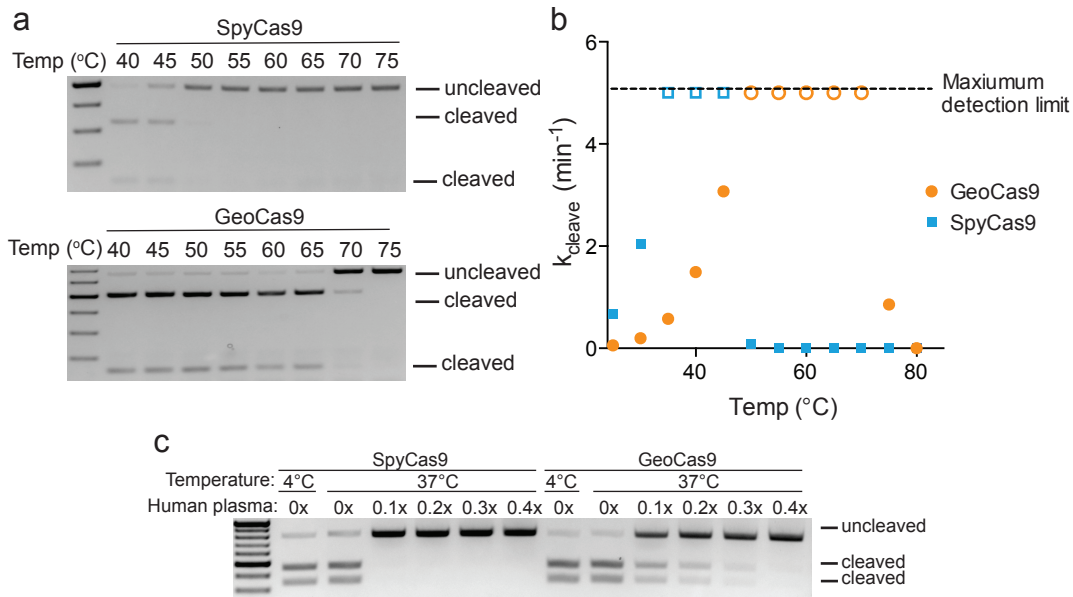 a
SpyCas9
Temp (°C) 40 45 50 55 60 65 70 75
uncleaved
cleaved
cleaved
GeoCas9
Temp (°C) 40 45 50 55 60 65 70 75
uncleaved
cleaved
cleaved
b
6
4
2
0
40 60 80
k_cleave (min⁻¹)
Temp (°C)
Maxiumum
detection limit
GeoCas9
SpyCas9
c
SpyCas9 GeoCas9
Temperature: 4°C 37°C 4°C 37°C
Human plasma: 0x 0x 0.1x 0.2x 0.3x 0.4x 0x 0x 0.1x 0.2x 0.3x 0.4x
uncleaved
cleaved
cleaved